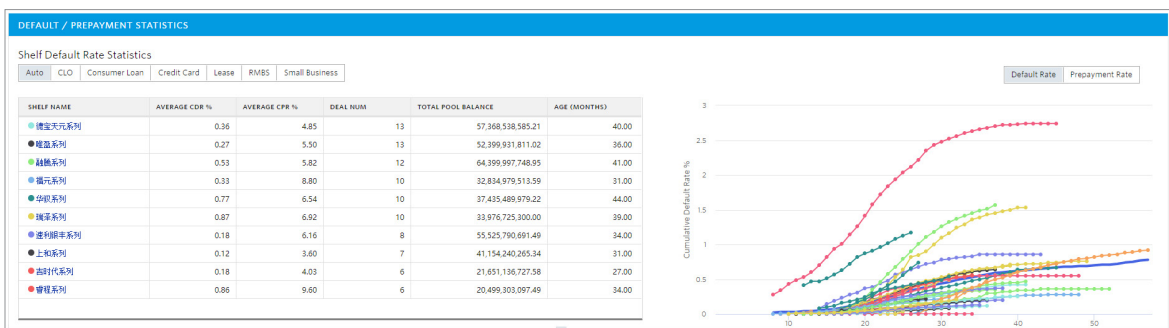 DEFAULT / PREPAYMENT STATISTICS
Shelf Default Rate Statistics
Auto CLO Consumer Loan Credit Card Lease RMBS Small Business
Default Rate Prepayment Rate
SHELF NAME AVERAGE CDR % AVERAGE CPR % DEAL NUM TOTAL POOL BALANCE AGE (MONTHS)
德宝天元系列 0.36 4.85 13 57,368,538,585.21 40.00
唯盈系列 0.27 5.50 13 52,399,931,811.02 36.00
融腾系列 0.53 5.82 12 64,399,997,748.95 41.00
福元系列 0.33 8.80 10 32,834,979,513.59 31.00
华驭系列 0.77 6.54 10 37,435,489,979.22 44.00
瑞泽系列 0.87 6.92 10 33,976,725,300.00 39.00
速利银丰系列 0.18 6.16 8 55,525,790,691.49 34.00
上和系列 0.12 3.60 7 41,154,240,265.34 31.00
吉时代系列 0.18 4.03 6 21,651,136,727.58 27.00
睿程系列 0.86 9.60 6 20,499,303,097.49 34.00
Cumulative Default Rate %
3
2.5
2
1.5
1
0.5
0
10 20 30 40 50